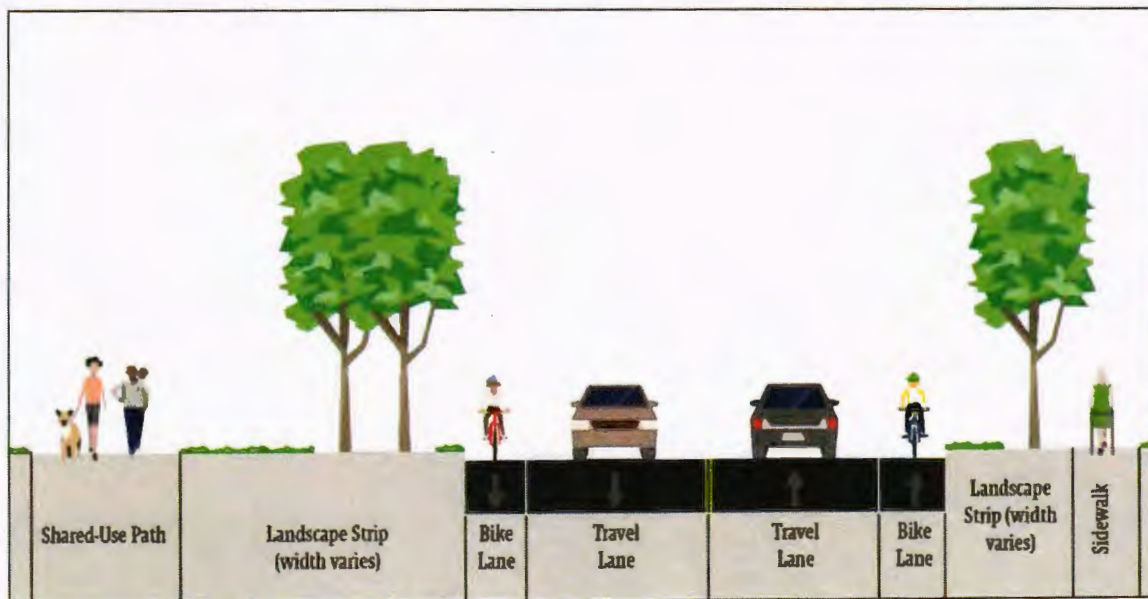 Shared-Use Path
Landscape Strip
(width varies)
Bike
Lane
Travel
Lane
Travel
Lane
Bike
Lane
Landscape
Strip (width
varies)
Sidewalk